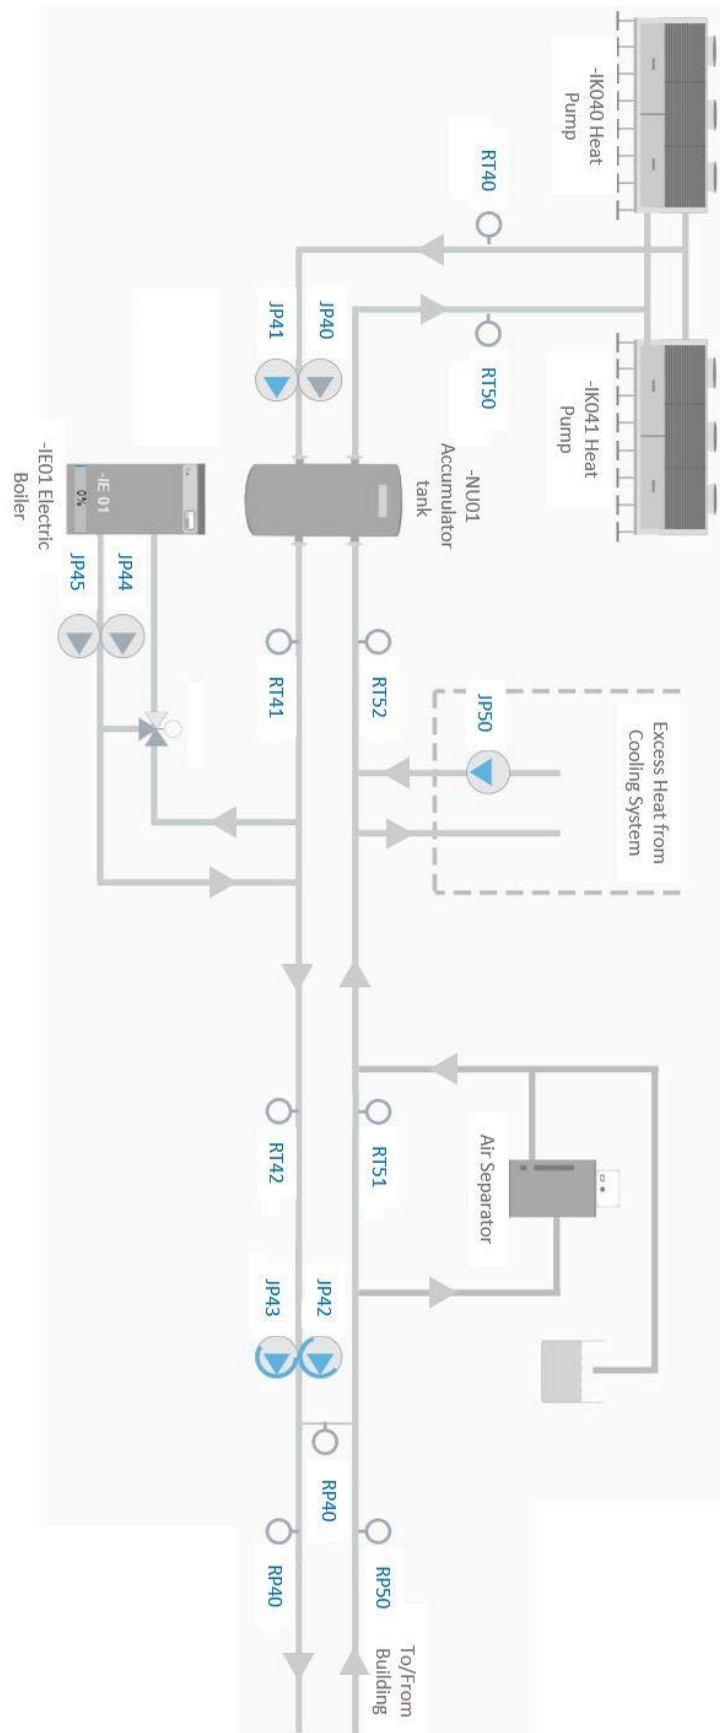 -IK040 Heat
Pump
-IK041 Heat
Pump
Excess Heat from
Cooling System
RT40
RT50
JP50
Air Separator
-NU01
Accumulator
tank
To/From
Building
RT52
RT51
RP50
JP40
JP41
JP42
JP43
RP40
RT41
RT42
RP40
JP44
JP45
-IE 01
0%
-IE01 Electric
Boiler